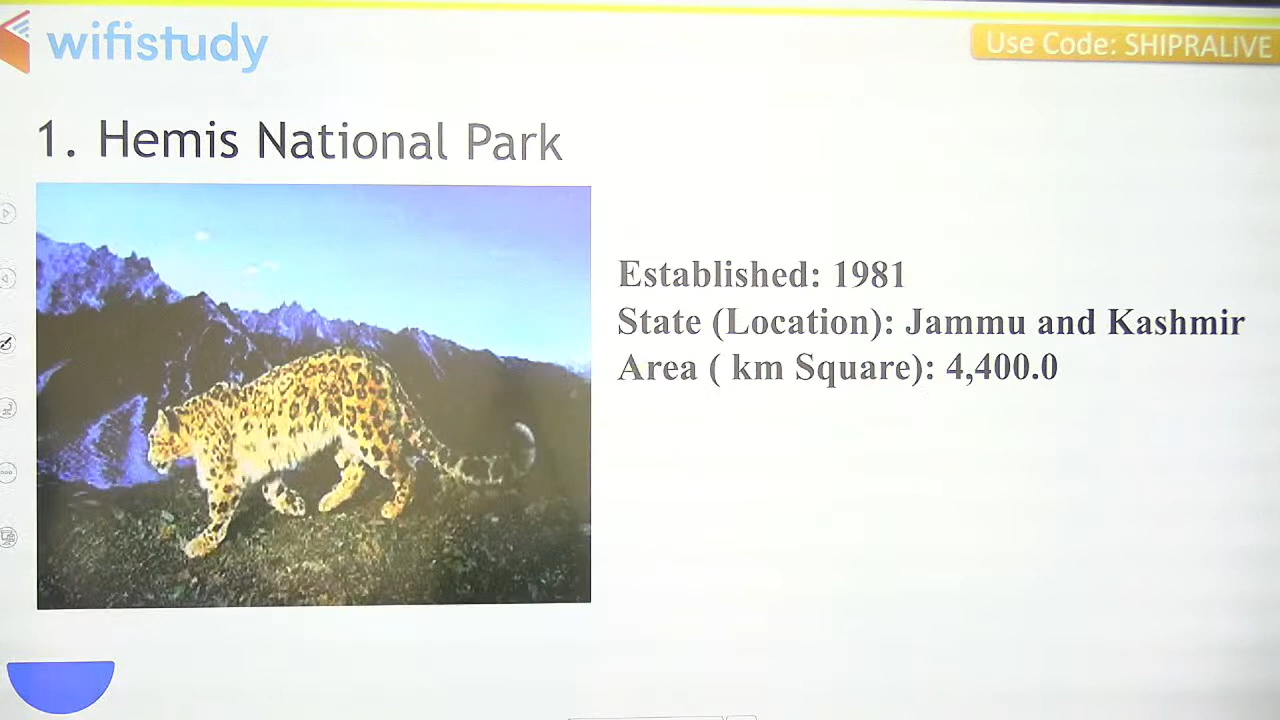 wifistudy
Use Code: SHIPRALIVE
1. Hemis National Park
Established: 1981
State (Location): Jammu and Kashmir
Area ( km Square): 4,400.0